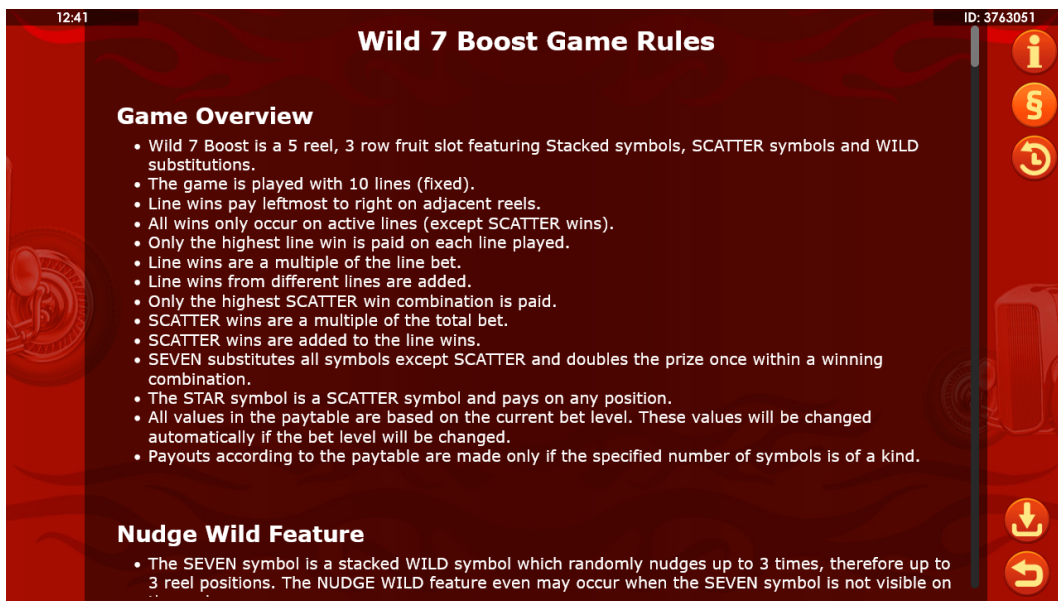 12:41
ID: 3763051
Wild 7 Boost Game Rules
Game Overview
• Wild 7 Boost is a 5 reel, 3 row fruit slot featuring Stacked symbols, SCATTER symbols and WILD
substitutions.
• The game is played with 10 lines (fixed).
• Line wins pay leftmost to right on adjacent reels.
• All wins only occur on active lines (except SCATTER wins).
• Only the highest line win is paid on each line played.
• Line wins are a multiple of the line bet.
• Line wins from different lines are added.
• Only the highest SCATTER win combination is paid.
• SCATTER wins are a multiple of the total bet.
• SCATTER wins are added to the line wins.
• SEVEN substitutes all symbols except SCATTER and doubles the prize once within a winning
combination.
• The STAR symbol is a SCATTER symbol and pays on any position.
• All values in the paytable are based on the current bet level. These values will be changed
automatically if the bet level will be changed.
• Payouts according to the paytable are made only if the specified number of symbols is of a kind.
Nudge Wild Feature
• The SEVEN symbol is a stacked WILD symbol which randomly nudges up to 3 times, therefore up to
3 reel positions. The NUDGE WILD feature even may occur when the SEVEN symbol is not visible on